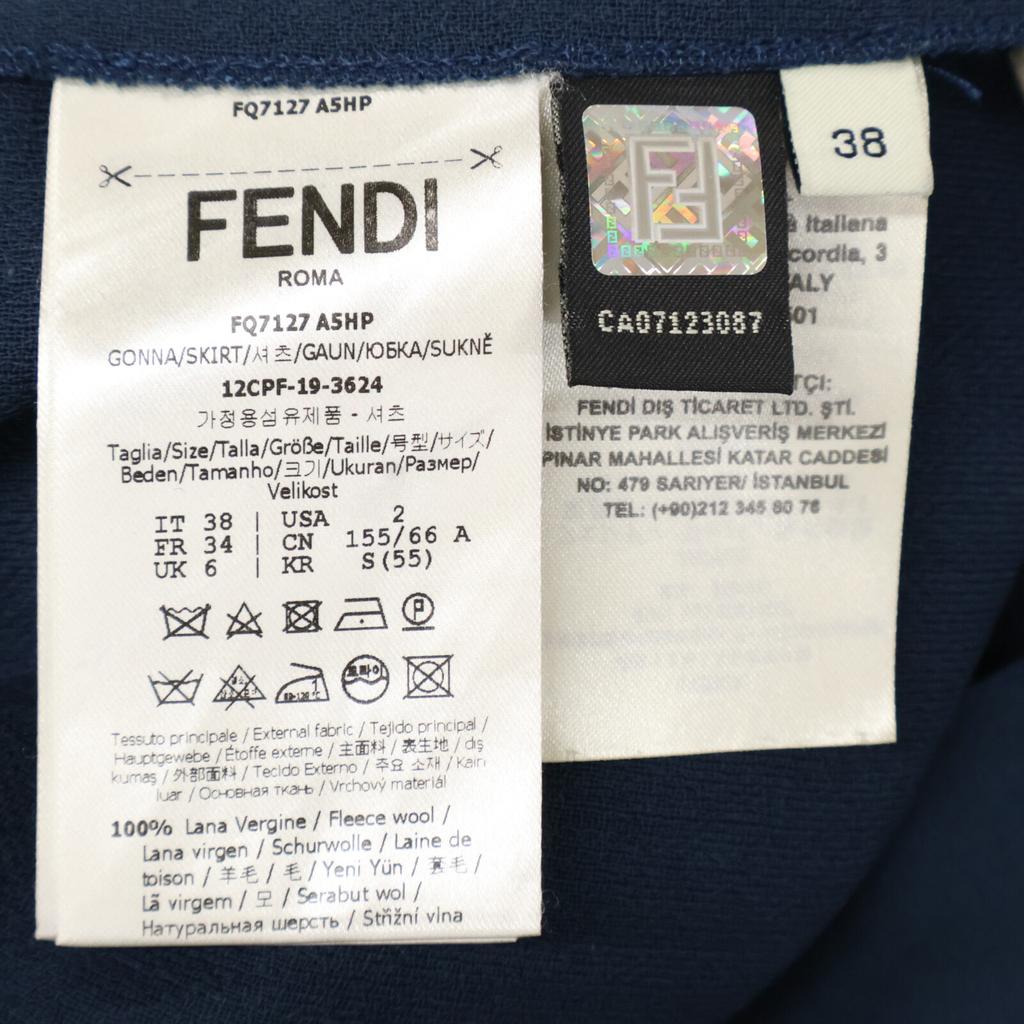 FQ7127 A5HP
FENDI
ROMA
FQ7127 A5HP
GONNA/SKIRT/셔츠/GAUN/ЮБКА/SUKNĚ
12CPF-19-3624
가정용섬유제품 - 셔츠
Taglia/Size/Talla/Größe/Taille/号型/サイズ/
Beden/Tamanho/크기/Ukuran/Размер/
Velikost
IT 38 | USA 2
FR 34 | CN 155/66 A
UK 6 | KR S(55)
P
드라이
Tessuto principale / External fabric / Tejido principal /
Hauptgewebe / Étoffe externe / 主面料 / 表生地 / dış
kumaş / 外部面料 / Tecido Externo / 주요 소재 / Kain
luar / Основная ткань / Vrchový materiál
100% Lana Vergine / Fleece wool /
Lana virgen / Schurwolle / Laine de
toison / 羊毛 / 毛 / Yeni Yün /
Lã virgem / 모 / Serabut wol /
Натуральная шерсть / Střižní vlna
CA07123087
38
Italiana
cordia, 3
ALY
501
TÇI:
FENDİ DIŞ TİCARET LTD. ŞTİ.
İSTİNYE PARK ALIŞVERİŞ MERKEZİ
PINAR MAHALLESİ KATAR CADDESİ
NO: 479 SARIYER/ İSTANBUL
TEL: (+90)212 345 60 76